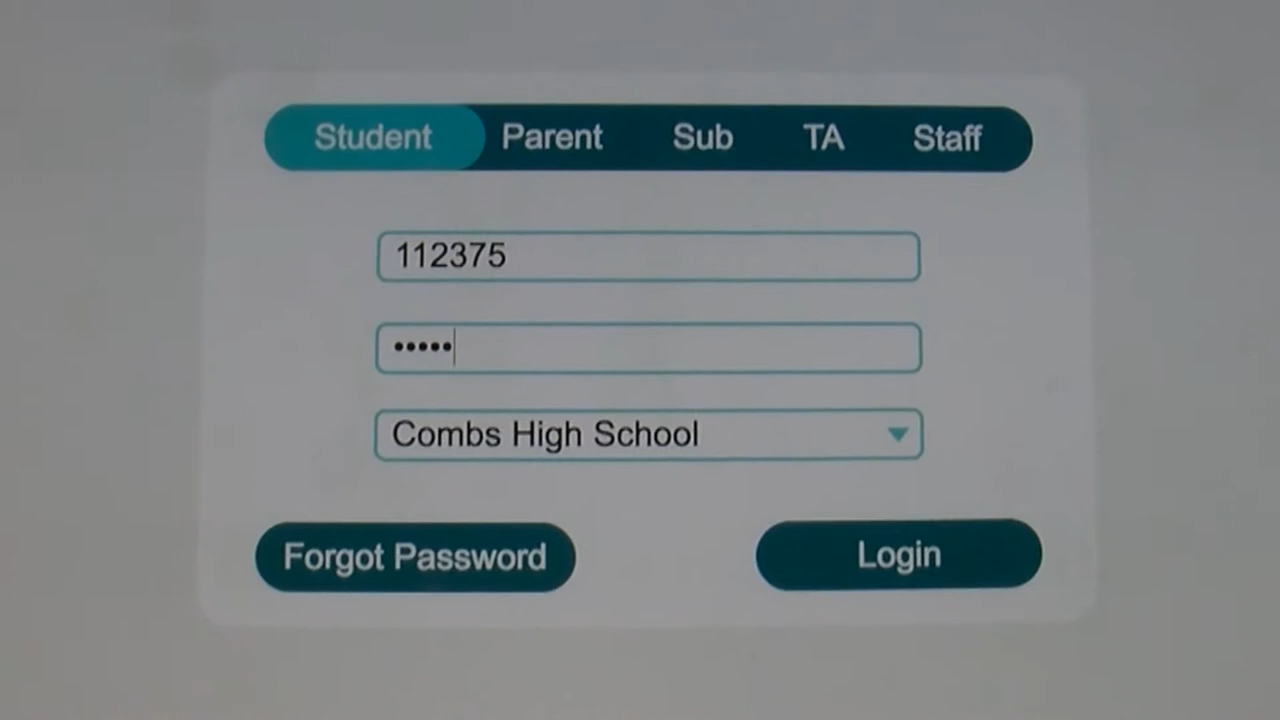 Student Parent Sub TA Staff
112375
•••••
Combs High School
Forgot Password Login